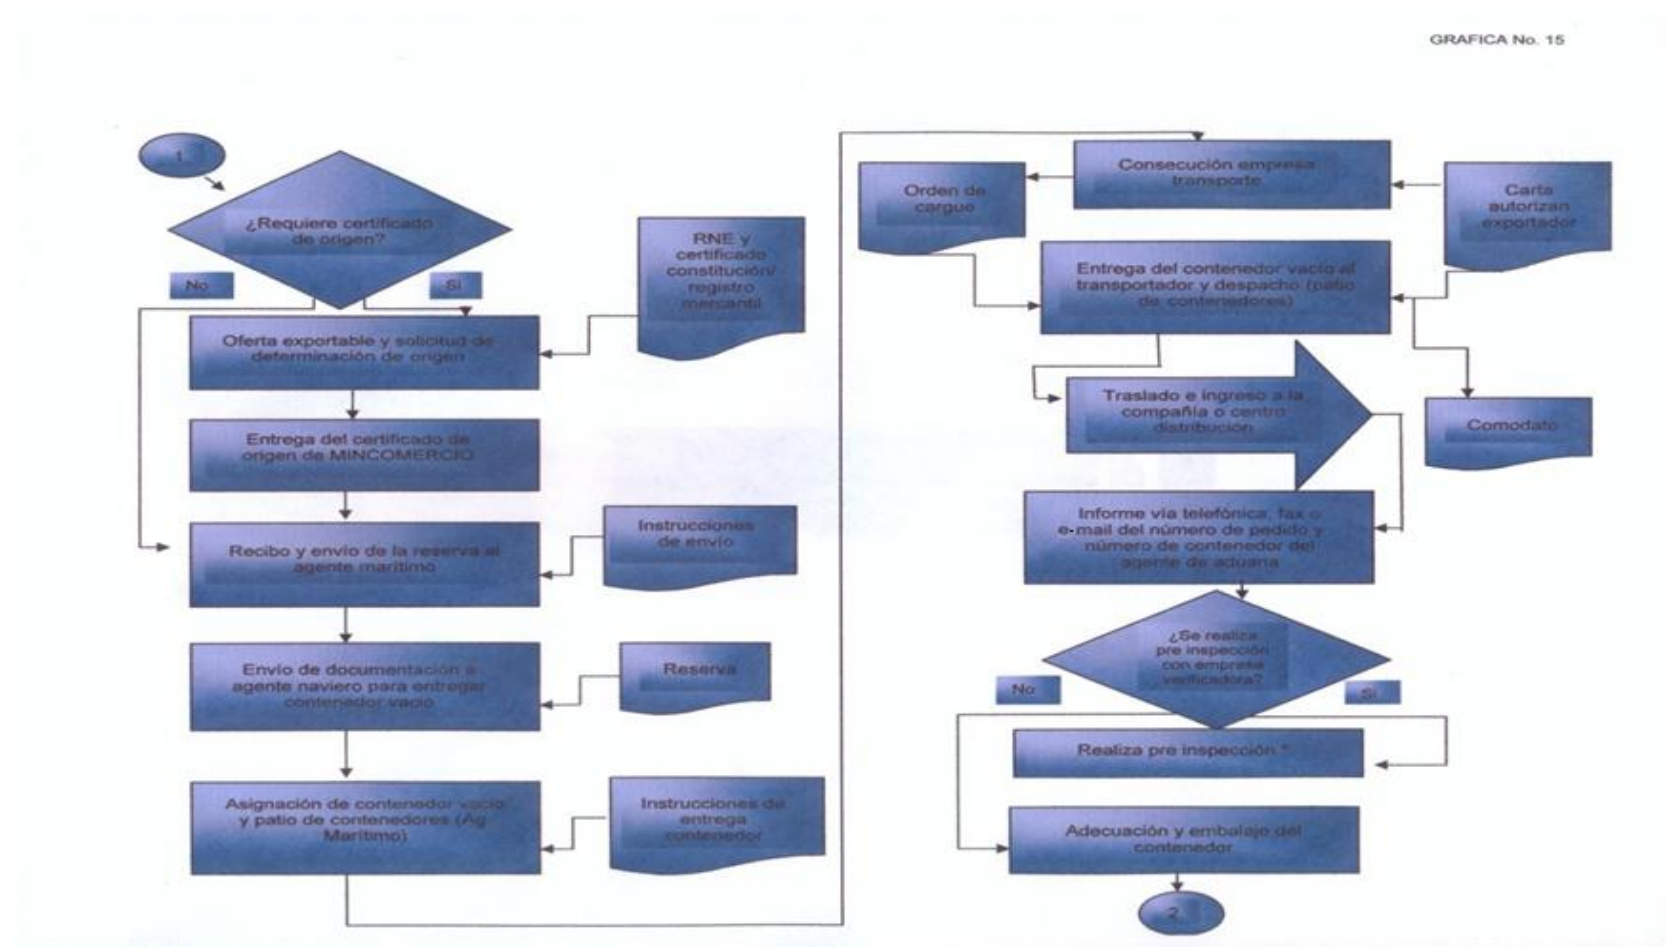 GRAFICA No. 15
1
¿Requiere certificado
de origen?
No
Si
RNE y
certificado
constitución/
registro
mercantil
Oferta exportable y solicitud de
determinación de origen
Entrega del certificado de
origen de MINCOMERCIO
Recibo y envío de la reserva al
agente marítimo
Instrucciones
de envío
Envío de documentación a
agente naviero para entregar
contenedor vacío
Reserva
Asignación de contenedor vacío
y patio de contenedores (Ag
Marítimo)
Instrucciones de
entrega
contenedor
Consecución empresa
transporte
Orden de
cargue
Carta
autorizan
exportador
Entrega del contenedor vacío al
transportador y despacho (patio
de contenedores)
Traslado e ingreso a la
compañía o centro
distribución
Comodato
Informe vía telefónica, fax o
e-mail del número de pedido y
número de contenedor del
agente de aduana
¿Se realiza
pre inspección
con empresa
verificadora?
No
Si
Realiza pre inspección *
Adecuación y embalaje del
contenedor
2